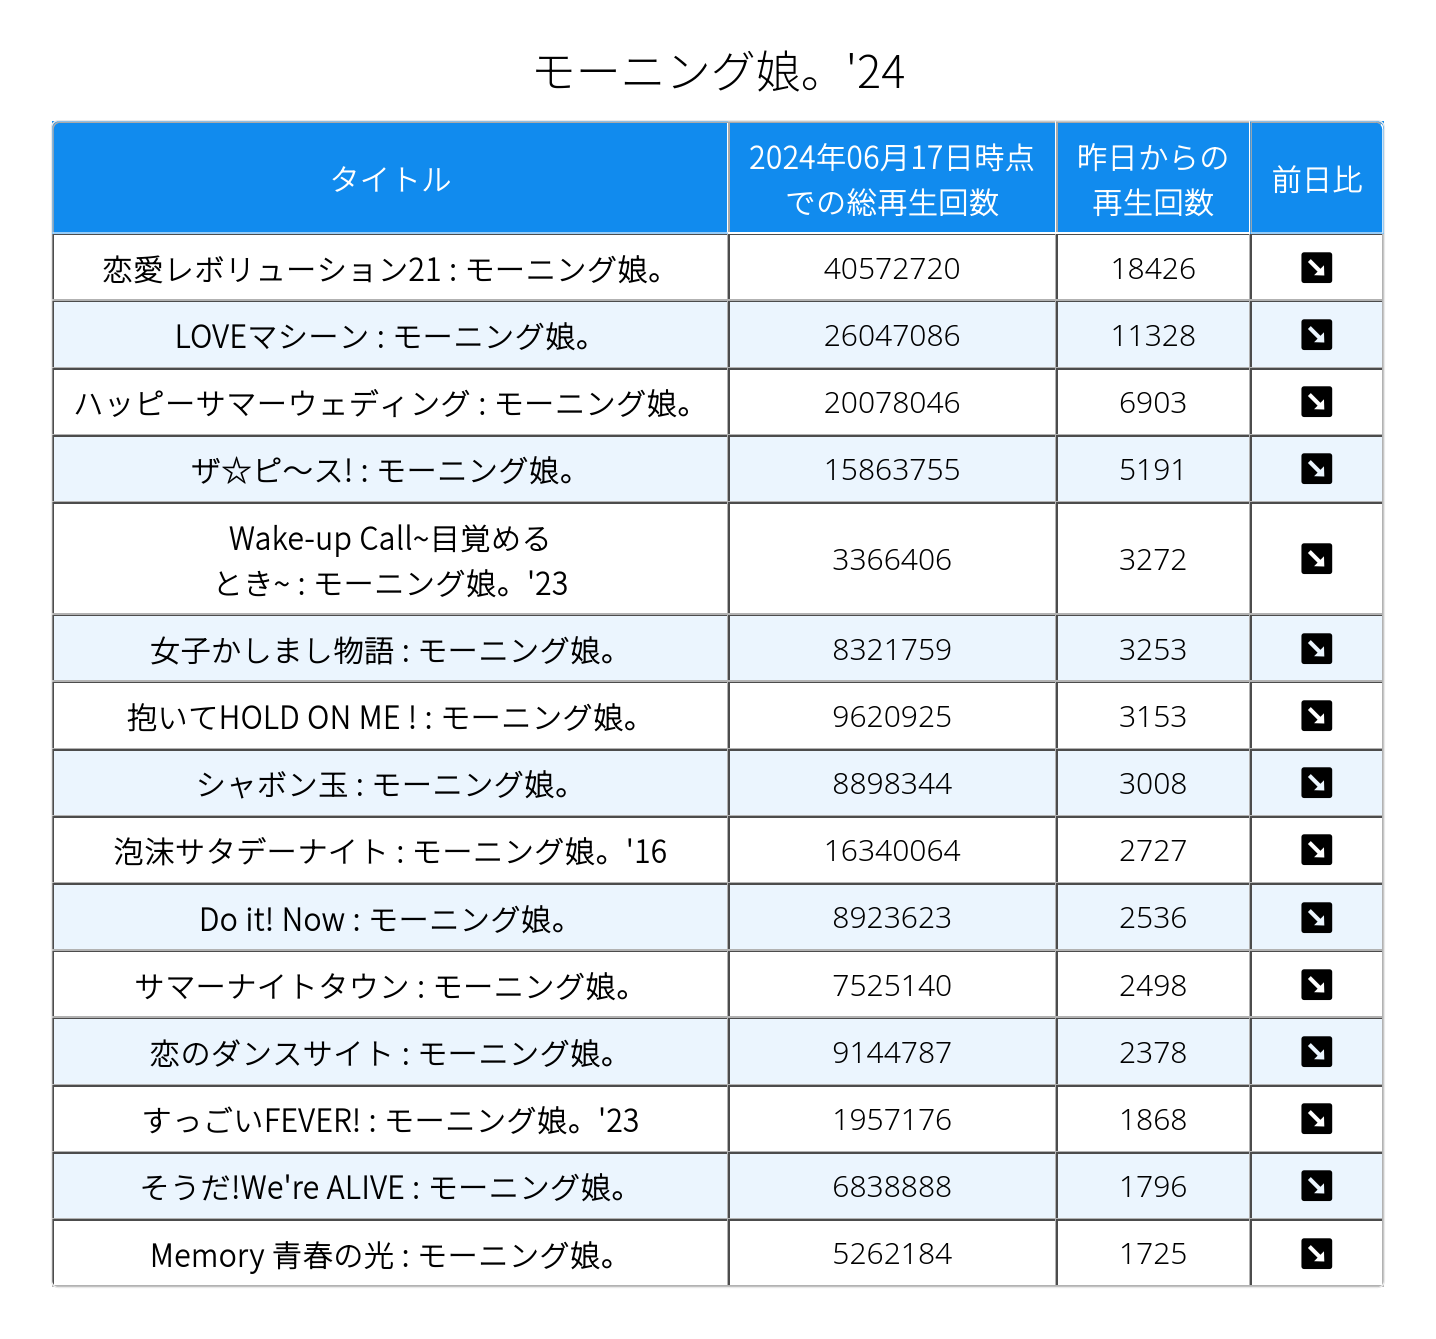 モーニング娘。'24
タイトル
2024年06月17日時点
での総再生回数
昨日からの
再生回数
前日比
恋愛レボリューション21 : モーニング娘。 40572720 18426 ↘
LOVEマシーン : モーニング娘。 26047086 11328 ↘
ハッピーサマーウェディング : モーニング娘。 20078046 6903 ↘
ザ☆ピ〜ス! : モーニング娘。 15863755 5191 ↘
Wake-up Call~目覚める
とき~ : モーニング娘。'23 3366406 3272 ↘
女子かしまし物語 : モーニング娘。 8321759 3253 ↘
抱いてHOLD ON ME ! : モーニング娘。 9620925 3153 ↘
シャボン玉 : モーニング娘。 8898344 3008 ↘
泡沫サタデーナイト : モーニング娘。'16 16340064 2727 ↘
Do it! Now : モーニング娘。 8923623 2536 ↘
サマーナイトタウン : モーニング娘。 7525140 2498 ↘
恋のダンスサイト : モーニング娘。 9144787 2378 ↘
すっごいFEVER! : モーニング娘。'23 1957176 1868 ↘
そうだ!We're ALIVE : モーニング娘。 6838888 1796 ↘
Memory 青春の光 : モーニング娘。 5262184 1725 ↘